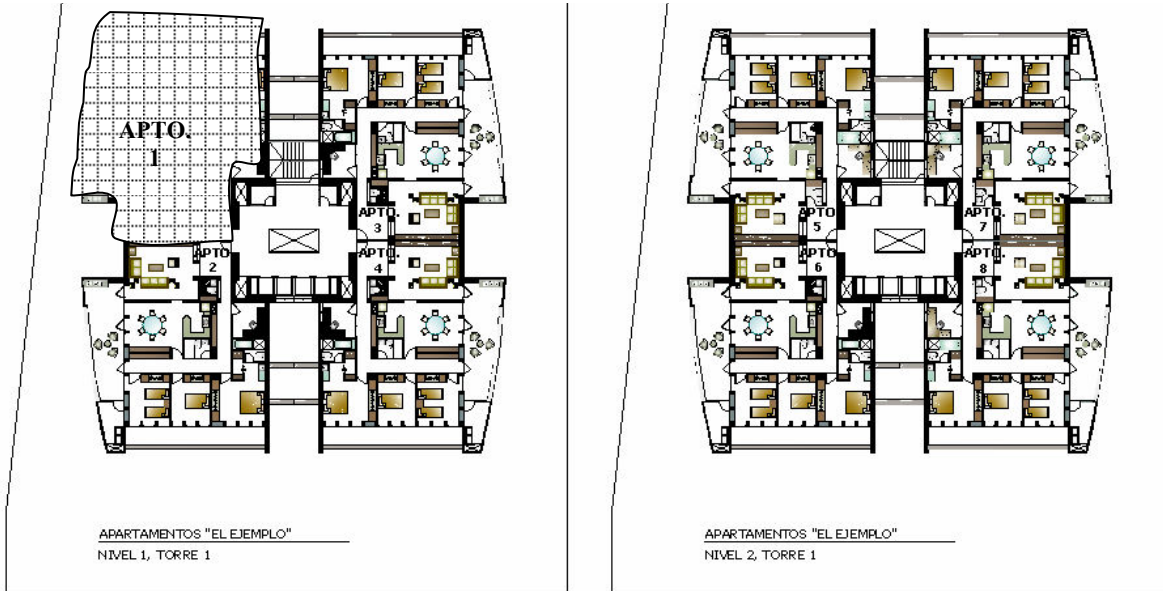 APTO.
1
APTO
2
APTO.
3
APTO.
4
APARTAMENTOS "EL EJEMPLO"
NIVEL 1, TORRE 1
APTO.
5
APTO.
6
APTO.
7
APTO.
8
APARTAMENTOS "EL EJEMPLO"
NIVEL 2, TORRE 1